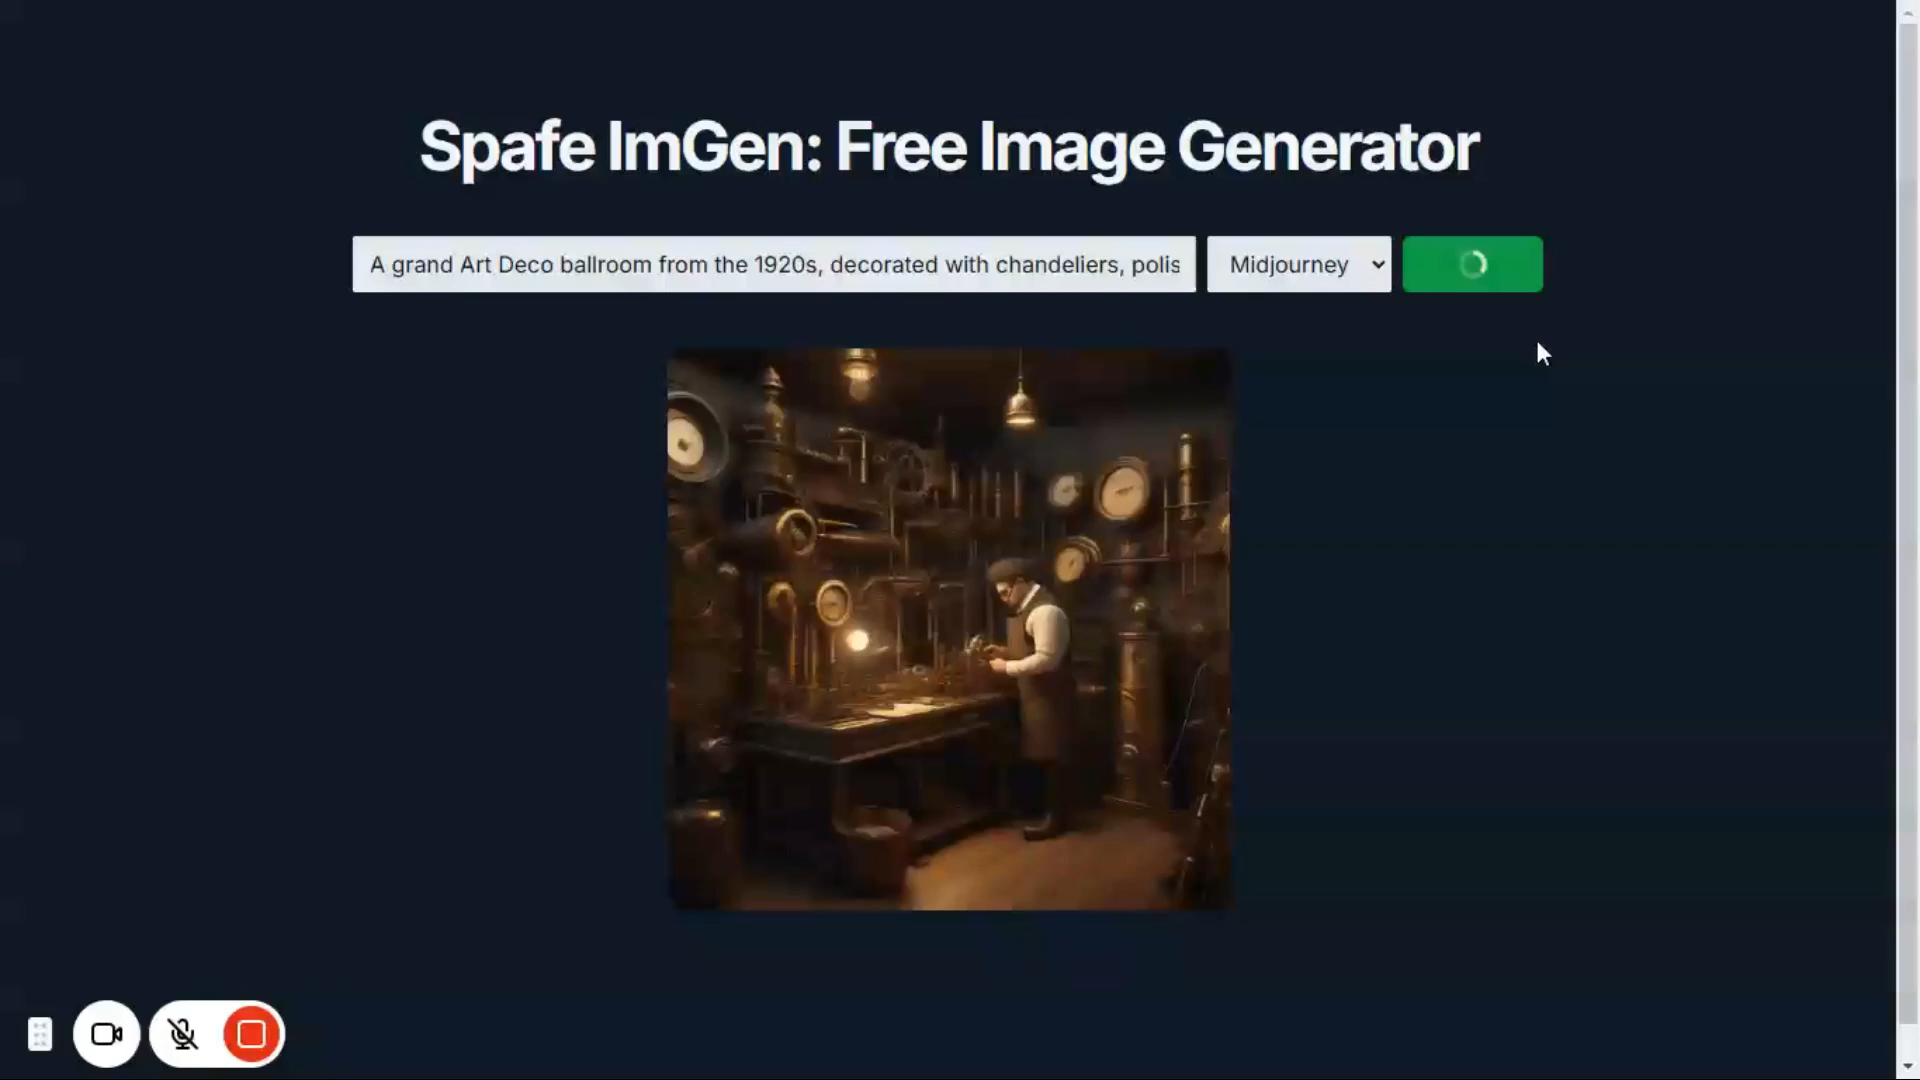 Spafe ImGen: Free Image Generator
A grand Art Deco ballroom from the 1920s, decorated with chandeliers, polis
Midjourney